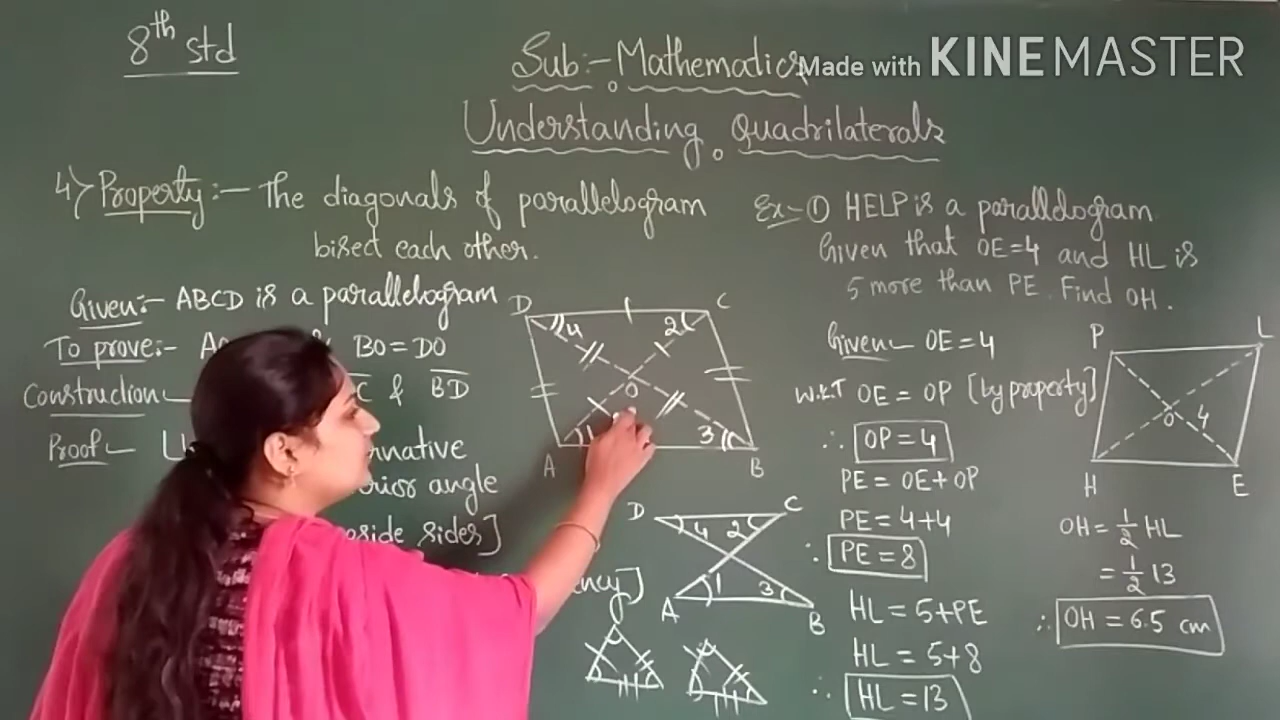 8th std
Sub:- Mathematics
Made with KINEMASTER
Understanding Quadrilaterals
4) Property:- The diagonals of parallelogram
bisect each other.
Given:- ABCD is a parallelogram
To prove:- & BO = DO
Construction - & BD
Proof -
angle
side sides]
D C
4 2
O
1 3
A B
D C
4 2
1 3
A B
Ex:- ① HELP is a parallelogram.
Given that OE=4 and HL is
5 more than PE. Find OH.
Given - OE=4
W.K.T OE = OP [by property]
∴ OP = 4
PE = OE + OP
PE = 4+4
∴ PE = 8
HL = 5+PE
HL = 5+8
∴ HL = 13
P L
O 4
H E
OH = 1/2 HL
= 1/2 13
∴ OH = 6.5 cm